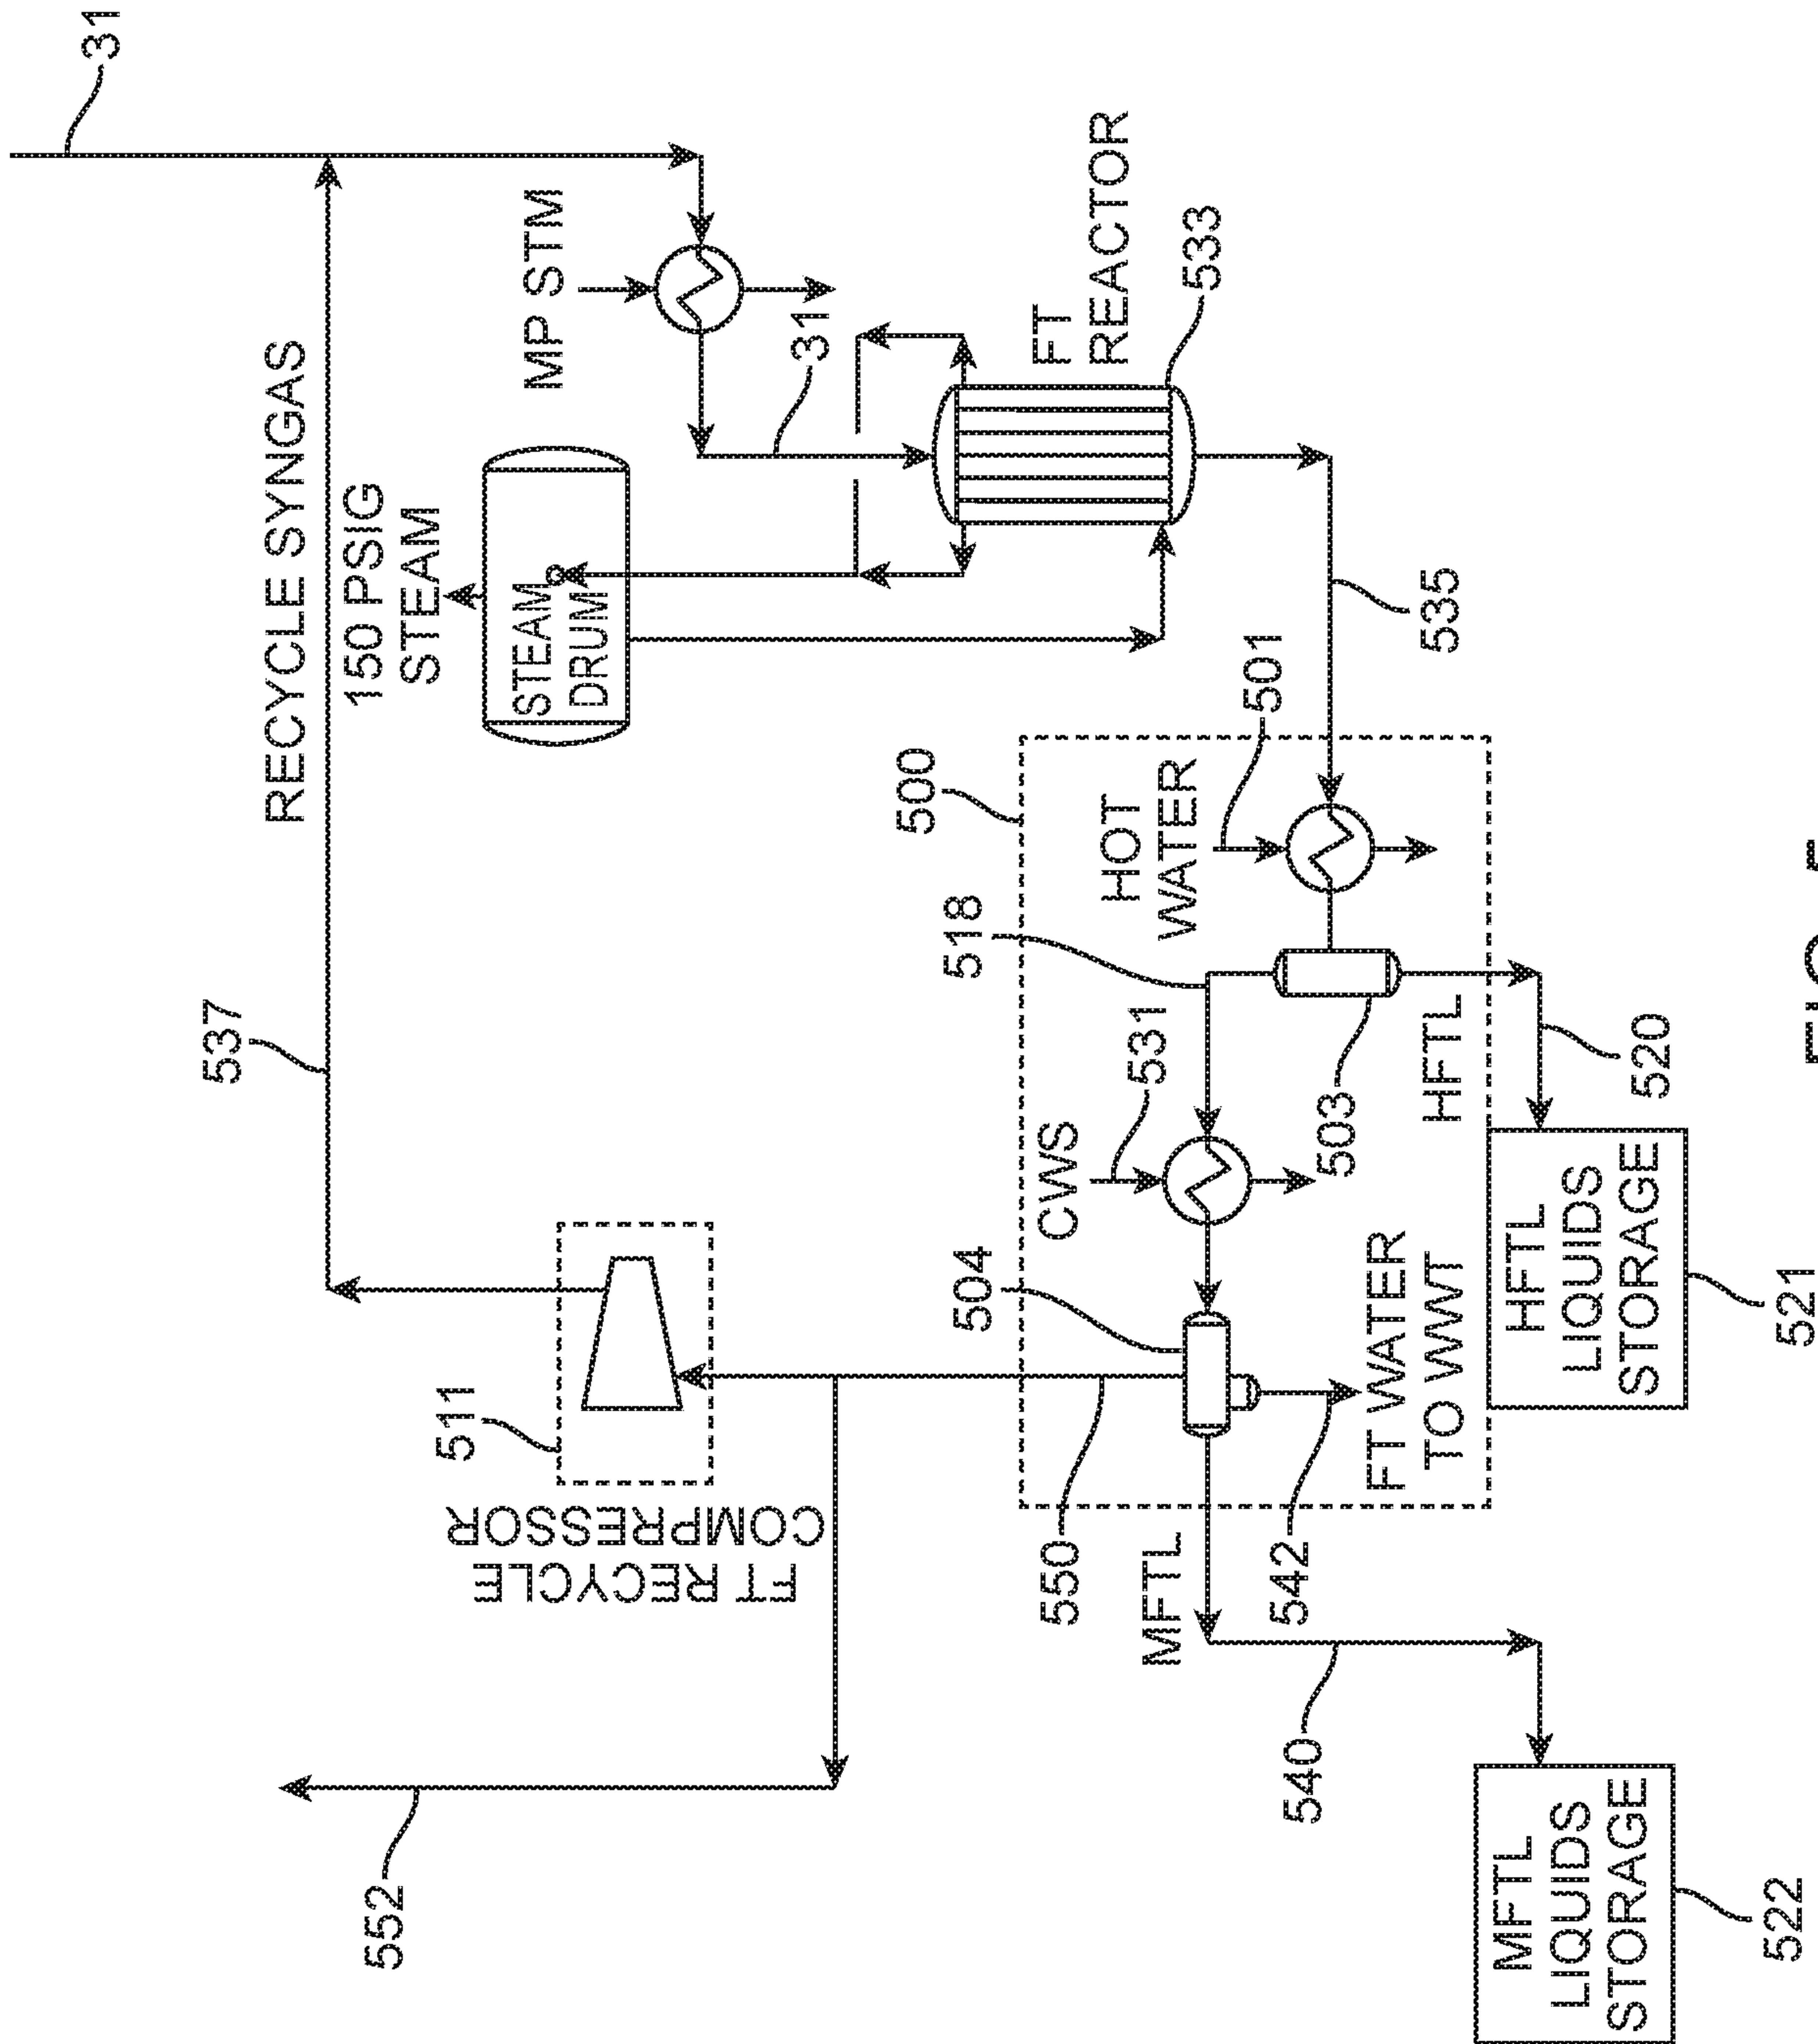 31
537
RECYCLE SYNGAS
150 PSIG
STEAM
552
511
FT RECYCLE
COMPRESSOR
STEAM
DRUM
MP STM
31
500
504
518
550
CWS
531
FT
REACTOR
533
HOT
WATER
501
MFTL
542
540
503
FT WATER
TO WWT
HFTL
535
MFTL
LIQUIDS
STORAGE
522
HFTL
LIQUIDS
STORAGE
521
520